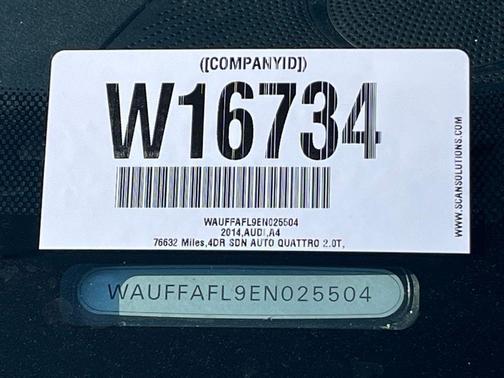 ([COMPANYID])
W16734
WAUFFAFL9EN025504
2014,AUDI,A4
76632 Miles,4DR SDN AUTO QUATTRO 2.0T,
WWW.SCANSOLUTIONS.COM
WAUFFAFL9EN025504